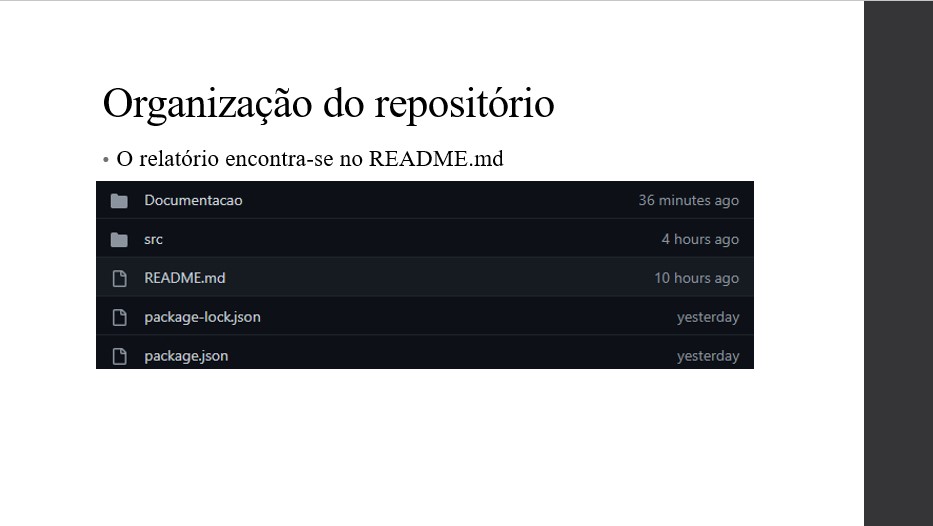 Organização do repositório
• O relatório encontra-se no README.md
Documentacao 36 minutes ago
src 4 hours ago
README.md 10 hours ago
package-lock.json yesterday
package.json yesterday